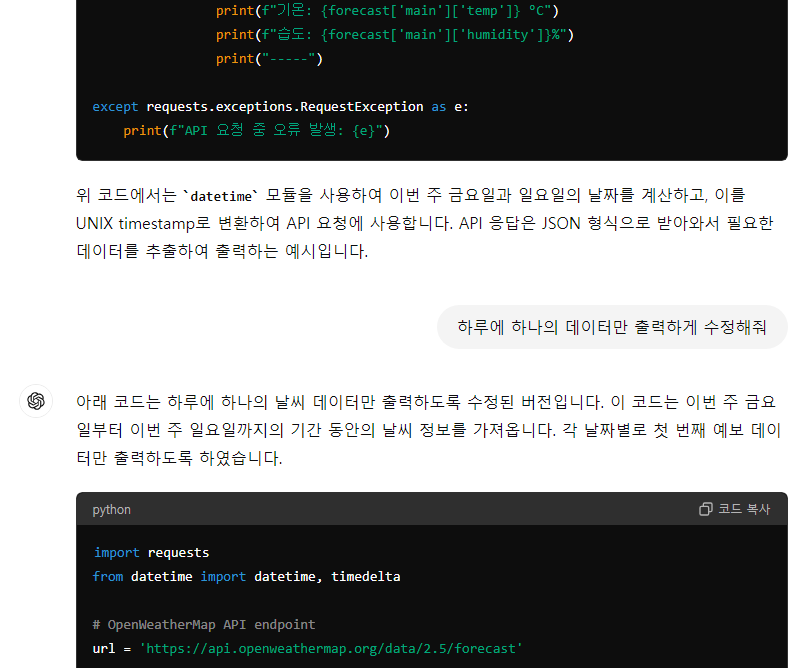 print(f"기온: {forecast['main']['temp']} °C")
print(f"습도: {forecast['main']['humidity']}%")
print("-----")
except requests.exceptions.RequestException as e:
print(f"API 요청 중 오류 발생: {e}")
위 코드에서는 `datetime` 모듈을 사용하여 이번 주 금요일과 일요일의 날짜를 계산하고, 이를
UNIX timestamp로 변환하여 API 요청에 사용합니다. API 응답은 JSON 형식으로 받아와서 필요한
데이터를 추출하여 출력하는 예시입니다.
하루에 하나의 데이터만 출력하게 수정해줘
아래 코드는 하루에 하나의 날씨 데이터만 출력하도록 수정된 버전입니다. 이 코드는 이번 주 금요
일부터 이번 주 일요일까지의 기간 동안의 날씨 정보를 가져옵니다. 각 날짜별로 첫 번째 예보 데이
터만 출력하도록 하였습니다.
python
코드 복사
import requests
from datetime import datetime, timedelta
# OpenWeatherMap API endpoint
url = 'https://api.openweathermap.org/data/2.5/forecast'